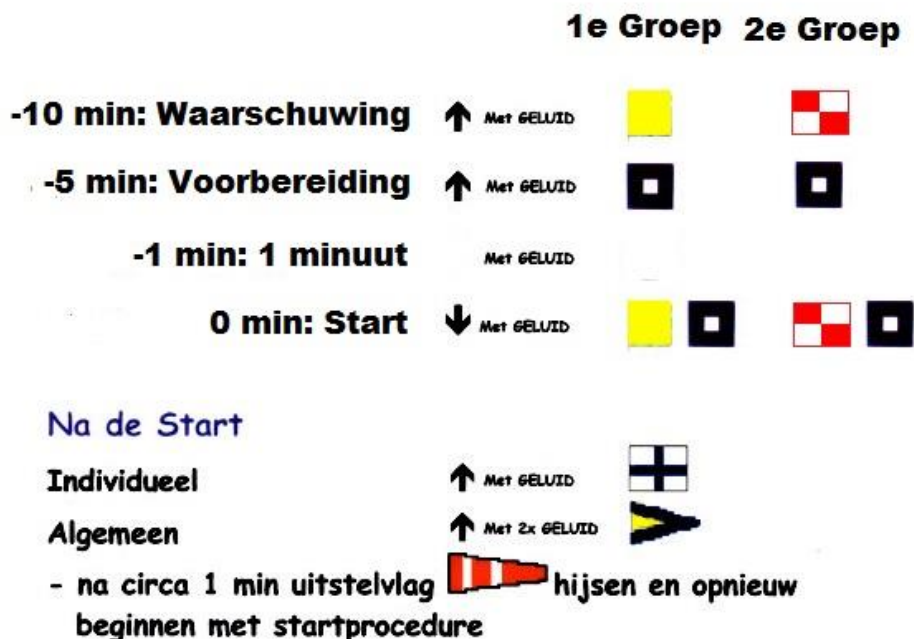 1e Groep 2e Groep
-10 min: Waarschuwing Met GELUID
-5 min: Voorbereiding Met GELUID
-1 min: 1 minuut Met GELUID
0 min: Start Met GELUID
Na de Start
Individueel Met GELUID
Algemeen Met 2x GELUID
- na circa 1 min uitstelvlag hijsen en opnieuw
beginnen met startprocedure